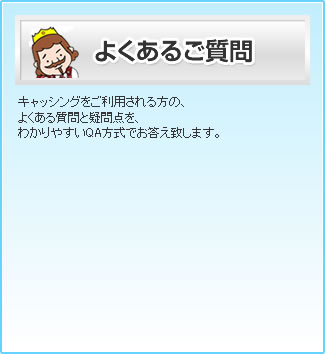 よくあるご質問
キャッシングをご利用される方の、
よくある質問と疑問点を、
わかりやすいQA方式でお答え致します。